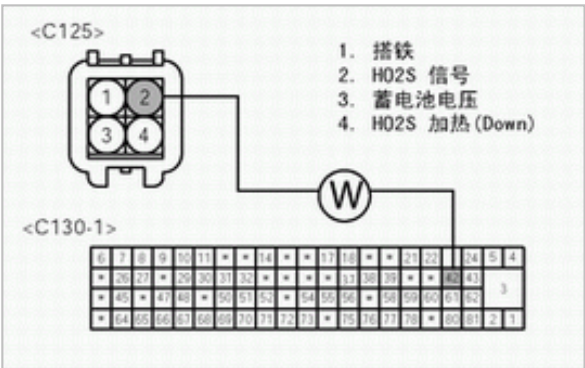 <C125>
1. 搭铁
2. HO2S 信号
3. 蓄电池电压
4. HO2S 加热(Down)
1 2
3 4
W
<C130-1>
6 7 8 9 10 11 * * 14 * * 17 18 * * 21 22 24 5 4
* 26 27 * 29 30 31 32 * * * * 37 38 39 * * 42 43 3
* 45 * 47 48 * 50 51 52 * 54 55 56 * 58 59 60 61 62
* 64 65 66 67 68 69 70 71 72 73 * 75 76 77 78 * 80 81 2 1